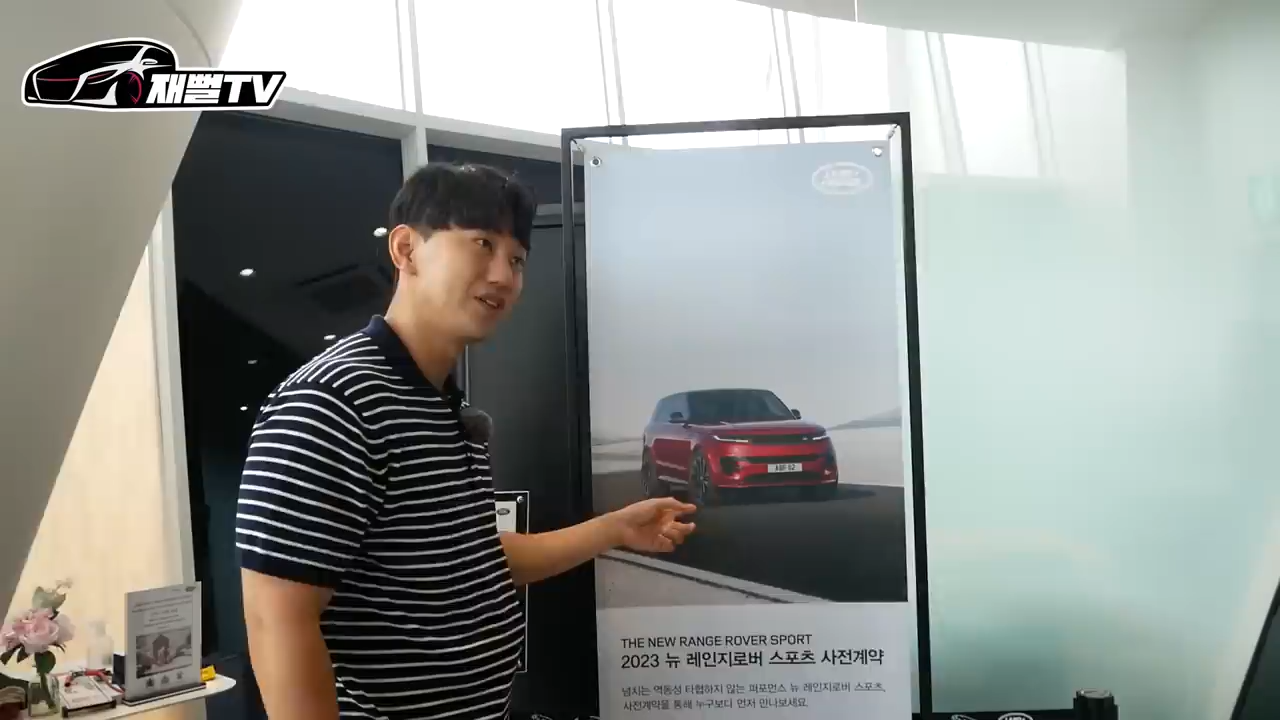 재뻘TV
THE NEW RANGE ROVER SPORT
2023 뉴 레인지로버 스포츠 사전계약
넘치는 역동성 타협하지 않는 퍼포먼스 뉴 레인지로버 스포츠,
사전계약을 통해 누구보다 먼저 만나보세요.